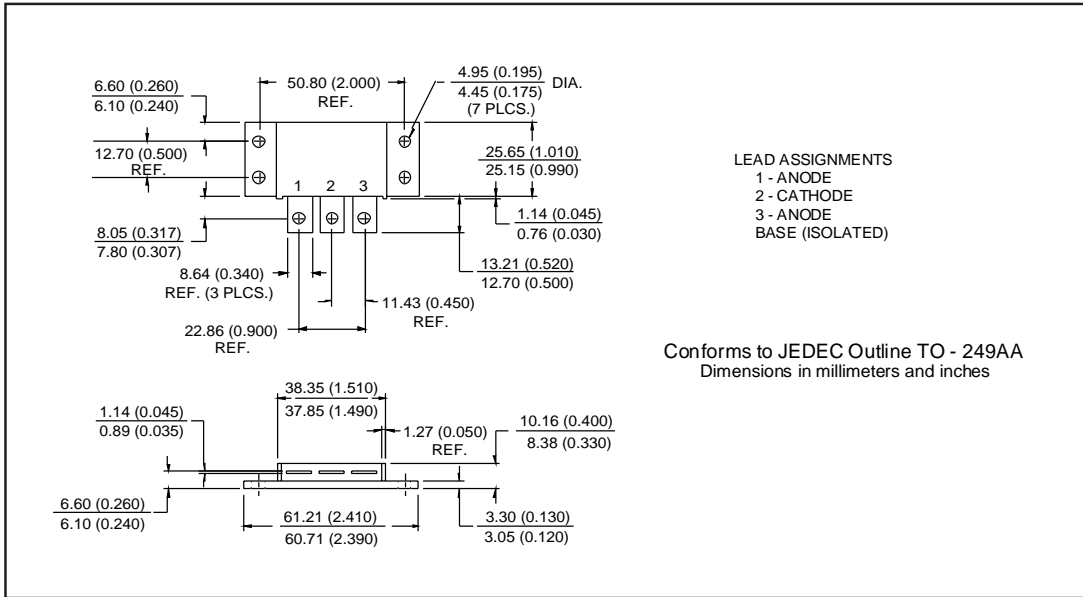 6.60 (0.260)
6.10 (0.240)
50.80 (2.000)
REF.
4.95 (0.195)
4.45 (0.175)
DIA.
(7 PLCS.)
12.70 (0.500)
REF.
25.65 (1.010)
25.15 (0.990)
1 2 3
8.05 (0.317)
7.80 (0.307)
1.14 (0.045)
0.76 (0.030)
8.64 (0.340)
REF. (3 PLCS.)
13.21 (0.520)
12.70 (0.500)
11.43 (0.450)
REF.
22.86 (0.900)
REF.
LEAD ASSIGNMENTS
1 - ANODE
2 - CATHODE
3 - ANODE
BASE (ISOLATED)
Conforms to JEDEC Outline TO - 249AA
Dimensions in millimeters and inches
38.35 (1.510)
37.85 (1.490)
1.14 (0.045)
0.89 (0.035)
1.27 (0.050)
REF.
10.16 (0.400)
8.38 (0.330)
6.60 (0.260)
6.10 (0.240)
61.21 (2.410)
60.71 (2.390)
3.30 (0.130)
3.05 (0.120)